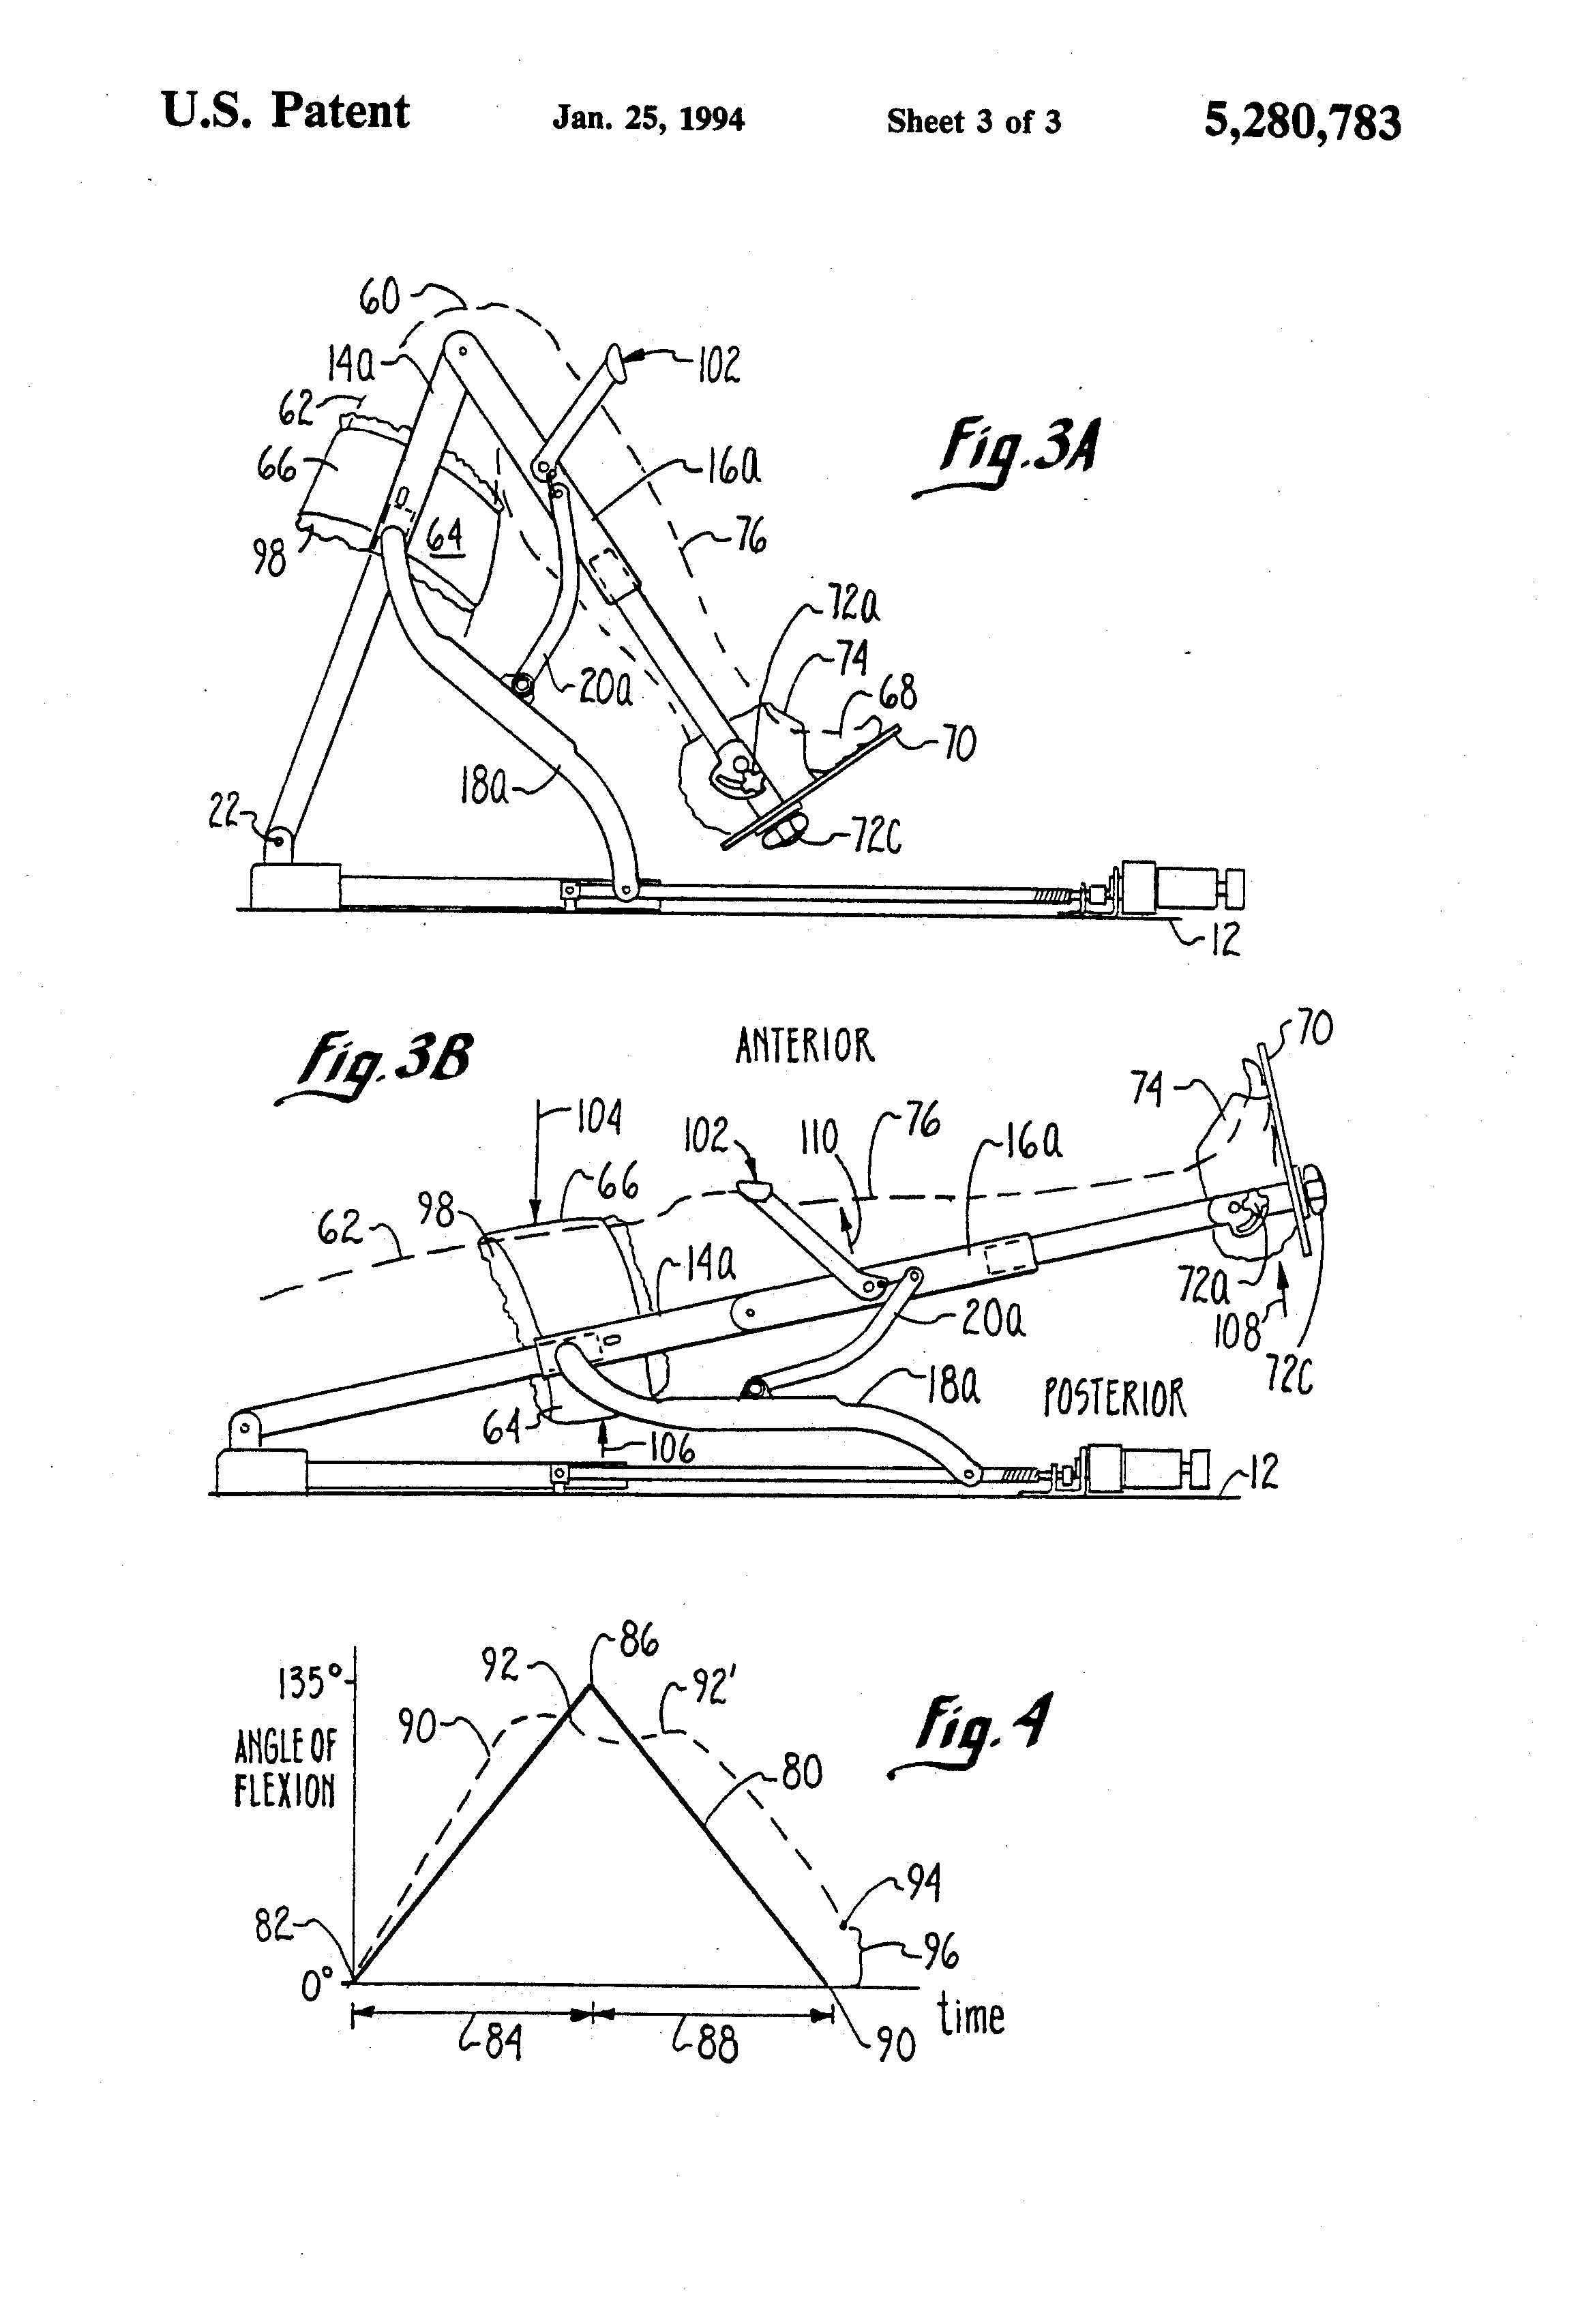 U.S. Patent Jan. 25, 1994 Sheet 3 of 3 5,280,783
60
14a
102
62
66
Fig. 3A
16a
98
64
76
72a
74
68
20a
70
18a
22
72c
12
Fig. 3B
ANTERIOR
70
74
104
102
110
76
16a
66
98
62
14a
72a
20a
108
72c
18a
POSTERIOR
64
106
12
86
92
135°
92'
90
Fig. 4
ANGLE OF
FLEXION
80
94
82
96
0°
time
84
88
90